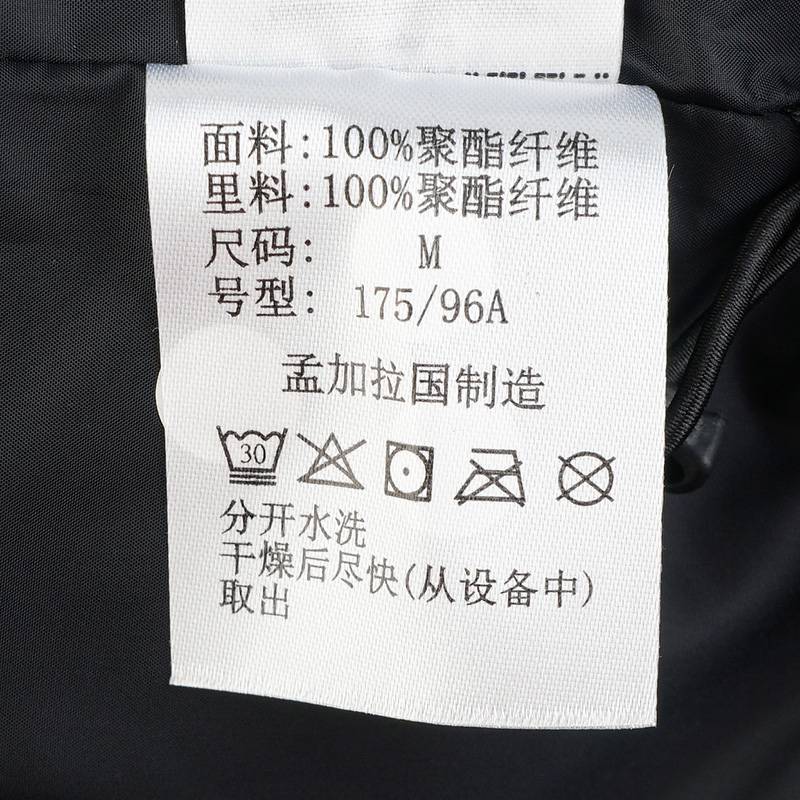 面料:100%聚酯纤维
里料:100%聚酯纤维
尺码: M
号型: 175/96A
孟加拉国制造
30
分开水洗
干燥后尽快(从设备中)
取出